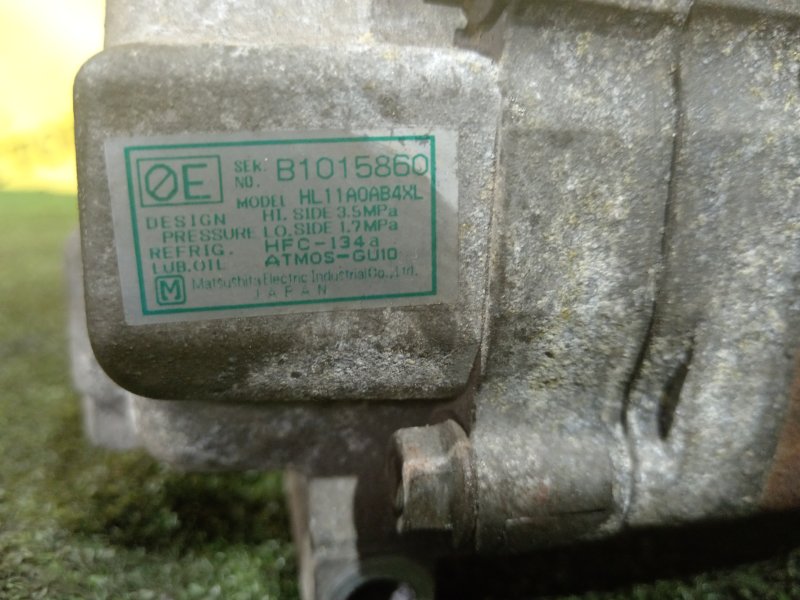 ØE SER. NO. B1015860
MODEL HL11A0AB4XL
DESIGN PRESSURE HI. SIDE 3.5MPa
LO. SIDE 1.7MPa
REFRIG. HFC-134a
LUB.OIL ATMOS-GU10
M Matsushita Electric Industrial Co., Ltd.
JAPAN